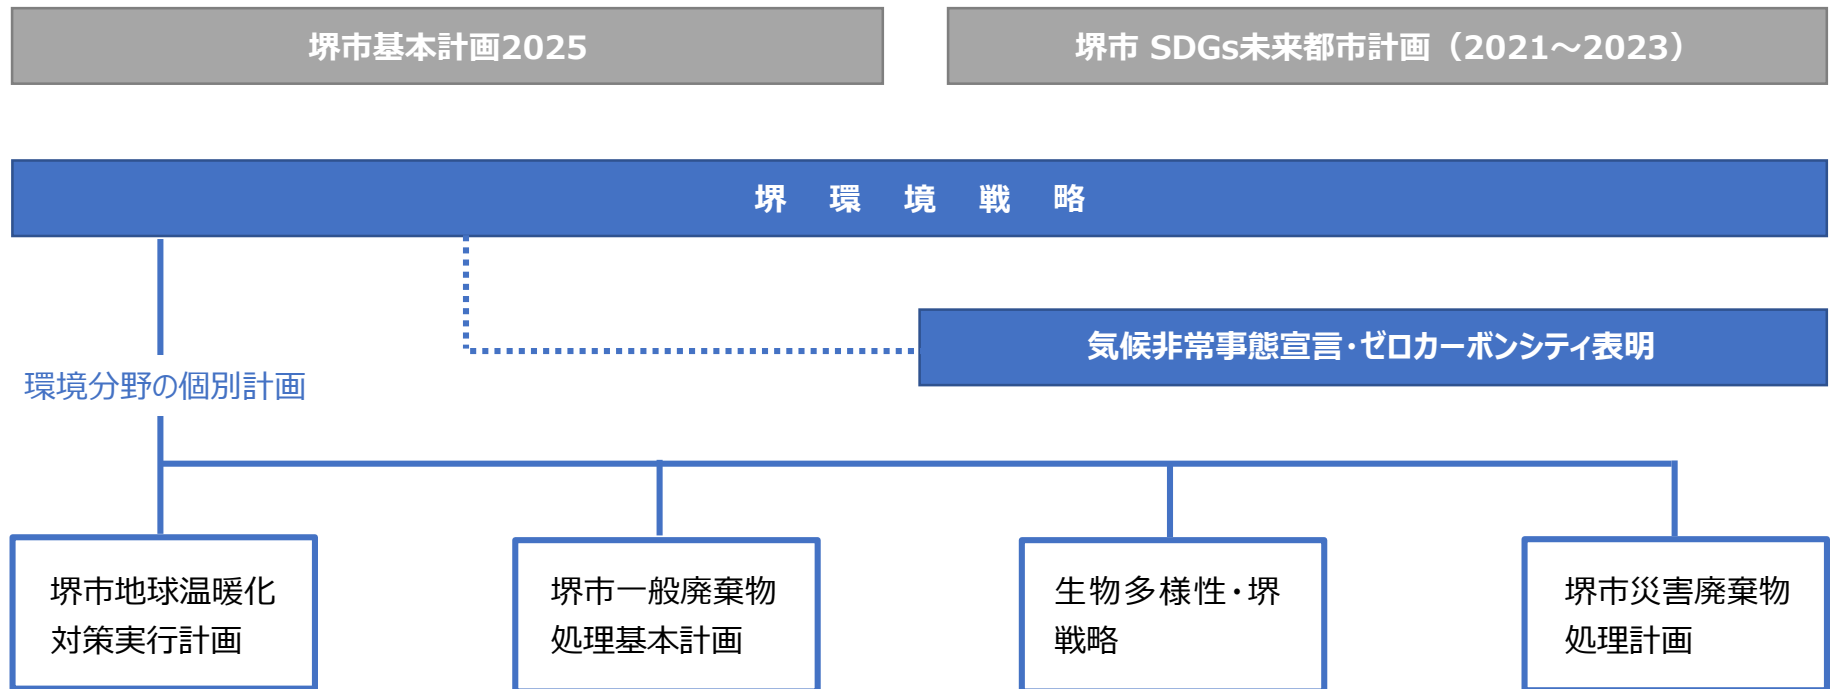 堺市基本計画2025
堺市 SDGs未来都市計画（2021～2023）
堺 環 境 戦 略
気候非常事態宣言・ゼロカーボンシティ表明
環境分野の個別計画
堺市地球温暖化
対策実行計画
堺市一般廃棄物
処理基本計画
生物多様性・堺
戦略
堺市災害廃棄物
処理計画